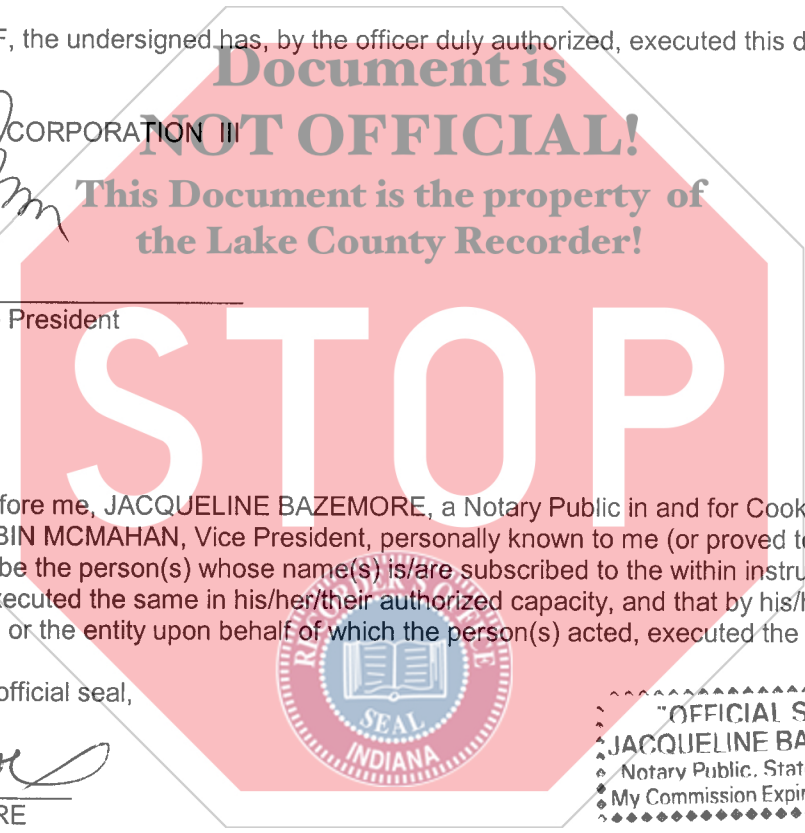 F, the undersigned has, by the officer duly authorized, executed this d
Document is
CORPORATION III
NOT OFFICIAL!
This Document is the property of
the Lake County Recorder!
President
STOP
fore me, JACQUELINE BAZEMORE, a Notary Public in and for Cook
BIN MCMAHAN, Vice President, personally known to me (or proved to
be the person(s) whose name(s) is/are subscribed to the within instru
xecuted the same in his/her/their authorized capacity, and that by his/h
or the entity upon behalf of which the person(s) acted, executed the
RECORDER'S OFFICE
SEAL
INDIANA
official seal,
"OFFICIAL S
JACQUELINE BA
Notary Public, Stat
My Commission Expir
RE